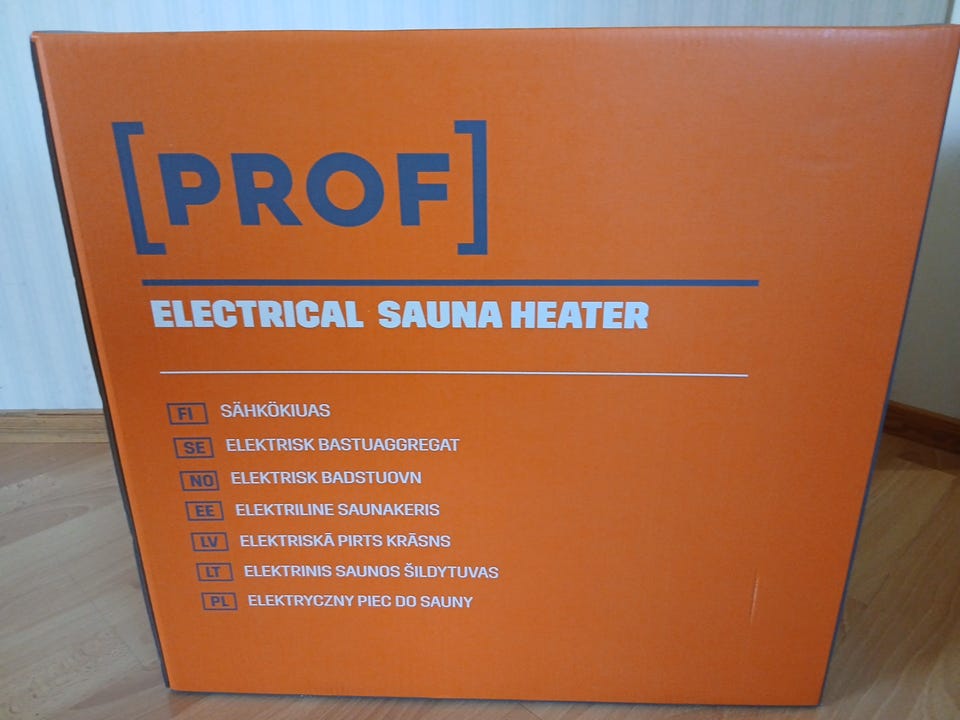 [PROF]
ELECTRICAL SAUNA HEATER
FI SÄHKÖKIUAS
SE ELEKTRISK BASTUAGGREGAT
NO ELEKTRISK BADSTUOVN
EE ELEKTRILINE SAUNAKERIS
LV ELEKTRISKĀ PIRTS KRĀSNS
LT ELEKTRINIS SAUNOS ŠILDYTUVAS
PL ELEKTRYCZNY PIEC DO SAUNY